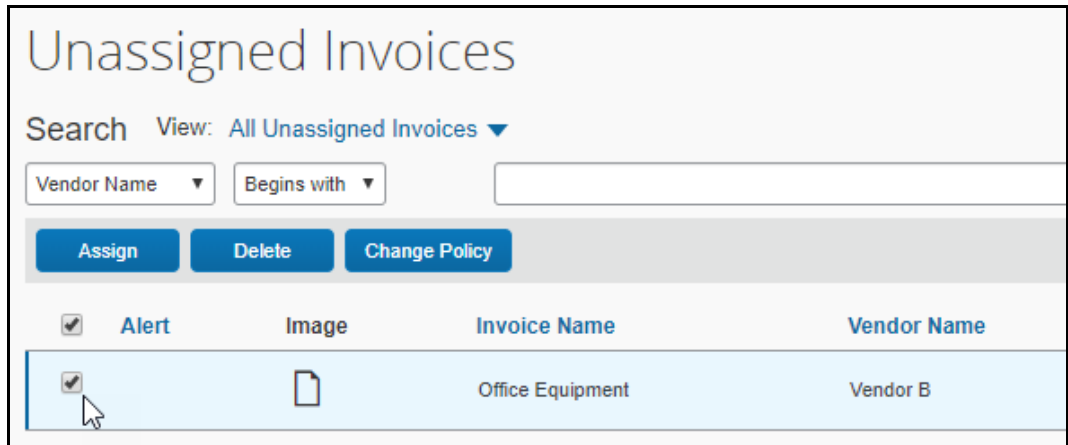 Unassigned Invoices
Search View: All Unassigned Invoices
Vendor Name Begins with
Assign Delete Change Policy
Alert Image Invoice Name Vendor Name
Office Equipment Vendor B